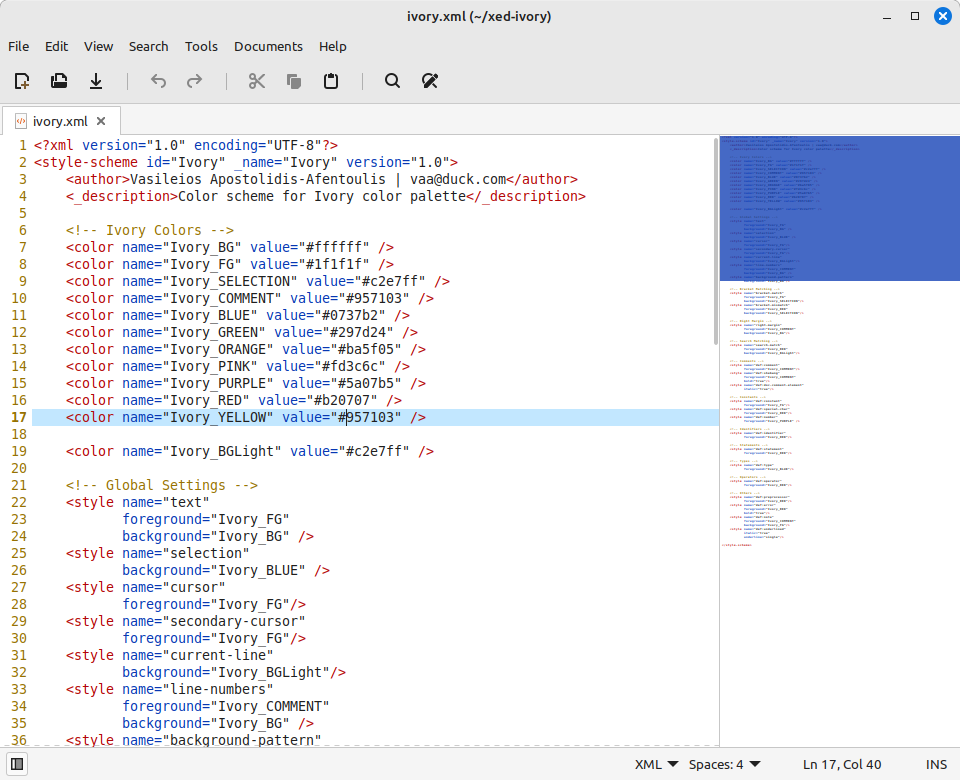 ivory.xml (~/xed-ivory)
File Edit View Search Tools Documents Help
ivory.xml
1 <?xml version="1.0" encoding="UTF-8"?>
2 <style-scheme id="Ivory" _name="Ivory" version="1.0">
3 <author>Vasileios Apostolidis-Afentoulis | vaa@duck.com</author>
4 <_description>Color scheme for Ivory color palette</_description>
5
6 <!-- Ivory Colors -->
7 <color name="Ivory_BG" value="#ffffff" />
8 <color name="Ivory_FG" value="#1f1f1f" />
9 <color name="Ivory_SELECTION" value="#c2e7ff" />
10 <color name="Ivory_COMMENT" value="#957103" />
11 <color name="Ivory_BLUE" value="#0737b2" />
12 <color name="Ivory_GREEN" value="#297d24" />
13 <color name="Ivory_ORANGE" value="#ba5f05" />
14 <color name="Ivory_PINK" value="#fd3c6c" />
15 <color name="Ivory_PURPLE" value="#5a07b5" />
16 <color name="Ivory_RED" value="#b20707" />
17 <color name="Ivory_YELLOW" value="#957103" />
18
19 <color name="Ivory_BGLight" value="#c2e7ff" />
20
21 <!-- Global Settings -->
22 <style name="text"
23 foreground="Ivory_FG"
24 background="Ivory_BG" />
25 <style name="selection"
26 background="Ivory_BLUE" />
27 <style name="cursor"
28 foreground="Ivory_FG"/>
29 <style name="secondary-cursor"
30 foreground="Ivory_FG"/>
31 <style name="current-line"
32 background="Ivory_BGLight"/>
33 <style name="line-numbers"
34 foreground="Ivory_COMMENT"
35 background="Ivory_BG" />
36 <style name="background-pattern"
XML Spaces: 4 Ln 17, Col 40 INS